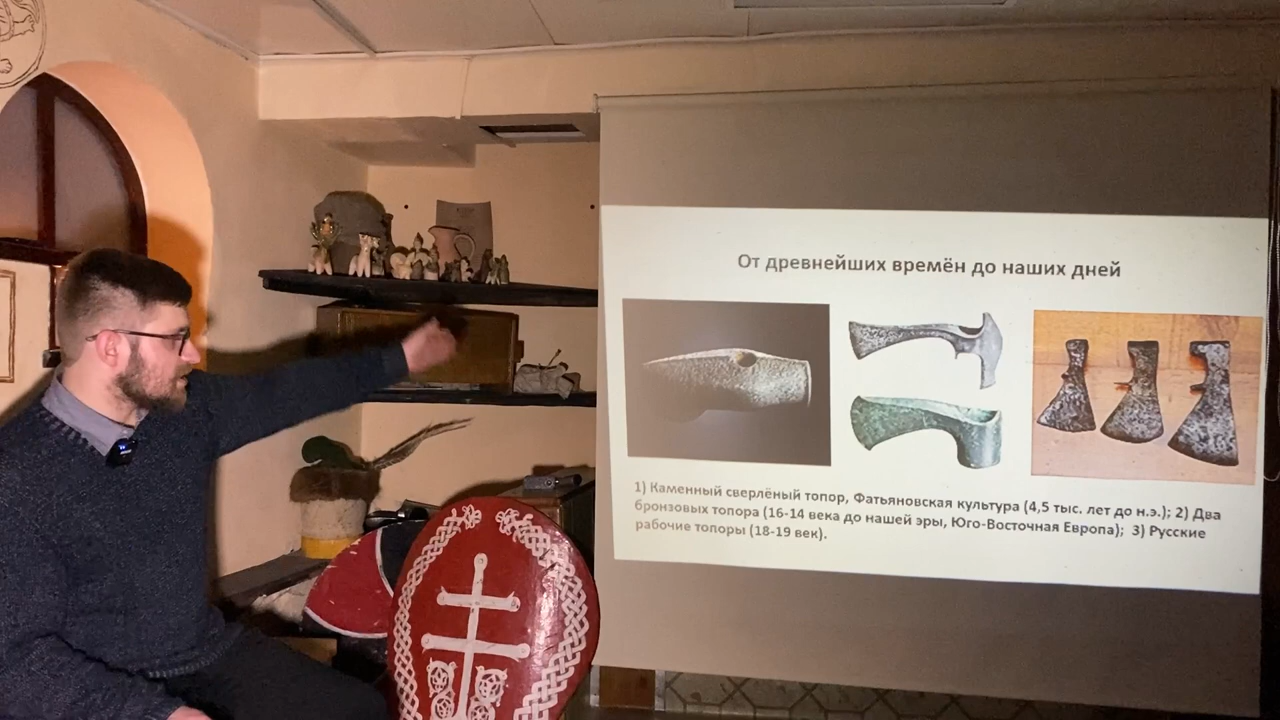 От древнейших времён до наших дней
1) Каменный сверлёный топор, Фатьяновская культура (4,5 тыс. лет до н.э.); 2) Два
бронзовых топора (16-14 века до нашей эры, Юго-Восточная Европа); 3) Русские
рабочие топоры (18-19 век).